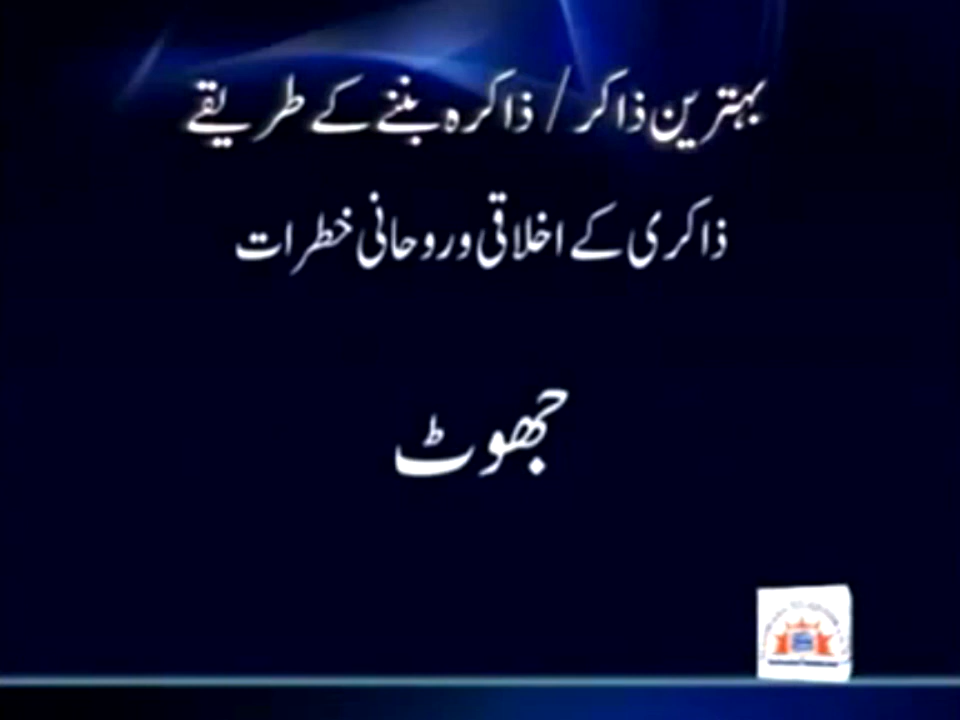 بہترین ذاکر / ذاکرہ بننے کے طریقے
ذاکری کے اخلاقی و روحانی خطرات
جھوٹ